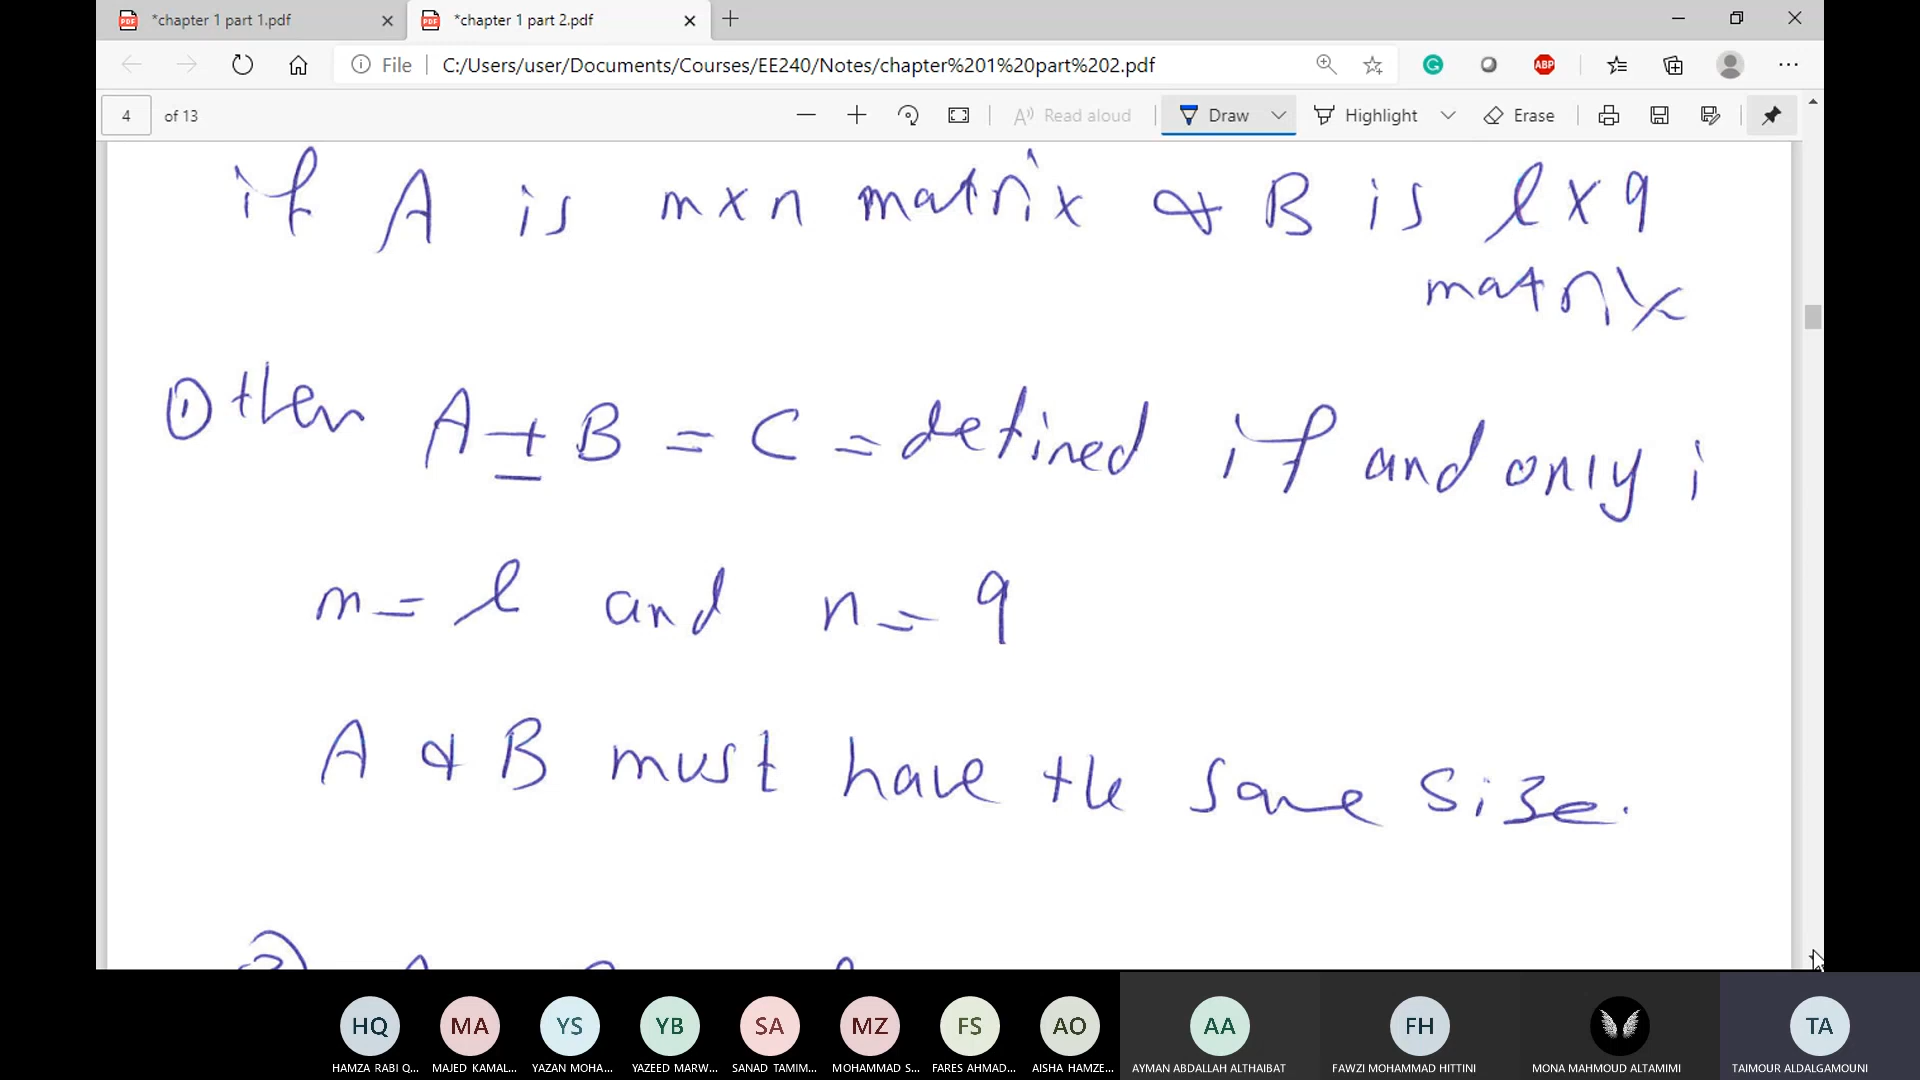 *chapter 1 part 1.pdf
*chapter 1 part 2.pdf
File C:/Users/user/Documents/Courses/EE240/Notes/chapter%201%20part%202.pdf
ABP
4 of 13
Read aloud
Draw
Highlight
Erase
if A is m x n matrix & B is l x q
matrix
① then A ± B = C = defined if and only i
m = l and n = q
A & B must have the same size.
HQ MA YS YB SA MZ FS AO AA FH TA
HAMZA RABI Q... MAJED KAMAL... YAZAN MOHA... YAZEED MARW... SANAD TAMIM... MOHAMMAD S... FARES AHMAD... AISHA HAMZE... AYMAN ABDALLAH ALTHAIBAT FAWZI MOHAMMAD HITTINI MONA MAHMOUD ALTAMIMI TAIMOUR ALDALGAMOUNI